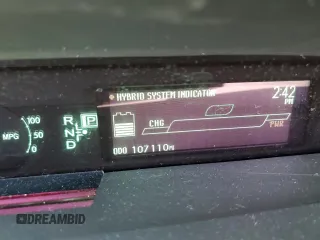 HYBRID SYSTEM INDICATOR
2:42
PM
100
MPG 50
0
R
N
D
P
CHG
PWR
ODO 107110MI
DREAMBID